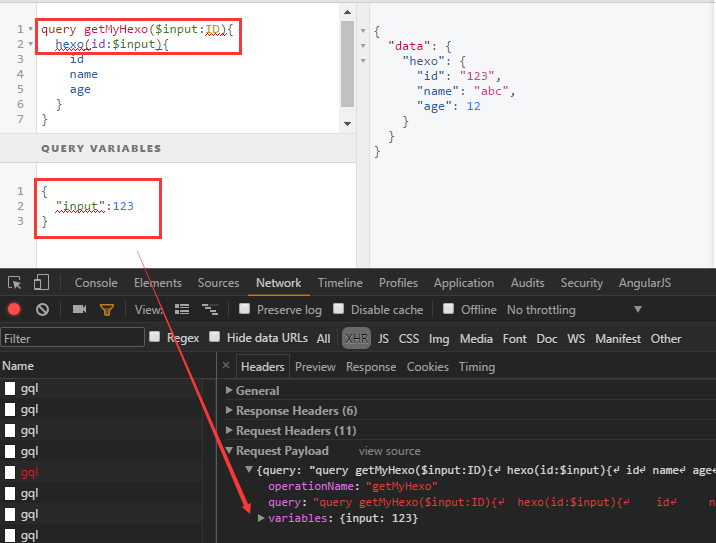 1 query getMyHexo($input:ID){
2 hexo(id:$input){
3 id
4 name
5 age
6 }
7 }
QUERY VARIABLES
1 {
2 "input":123
3 }
{
"data": {
"hexo": {
"id": "123",
"name": "abc",
"age": 12
}
}
}
Console Elements Sources Network Timeline Profiles Application Audits Security AngularJS
View: Preserve log Disable cache Offline No throttling
Filter Regex Hide data URLs All XHR JS CSS Img Media Font Doc WS Manifest Other
Name
gql
gql
gql
gql
gql
gql
gql
gql
× Headers Preview Response Cookies Timing
General
Response Headers (6)
Request Headers (11)
Request Payload view source
{query: "query getMyHexo($input:ID){↵ hexo(id:$input){↵ id↵ name↵ age↵
operationName: "getMyHexo"
query: "query getMyHexo($input:ID){↵ hexo(id:$input){↵ id↵ n
variables: {input: 123}